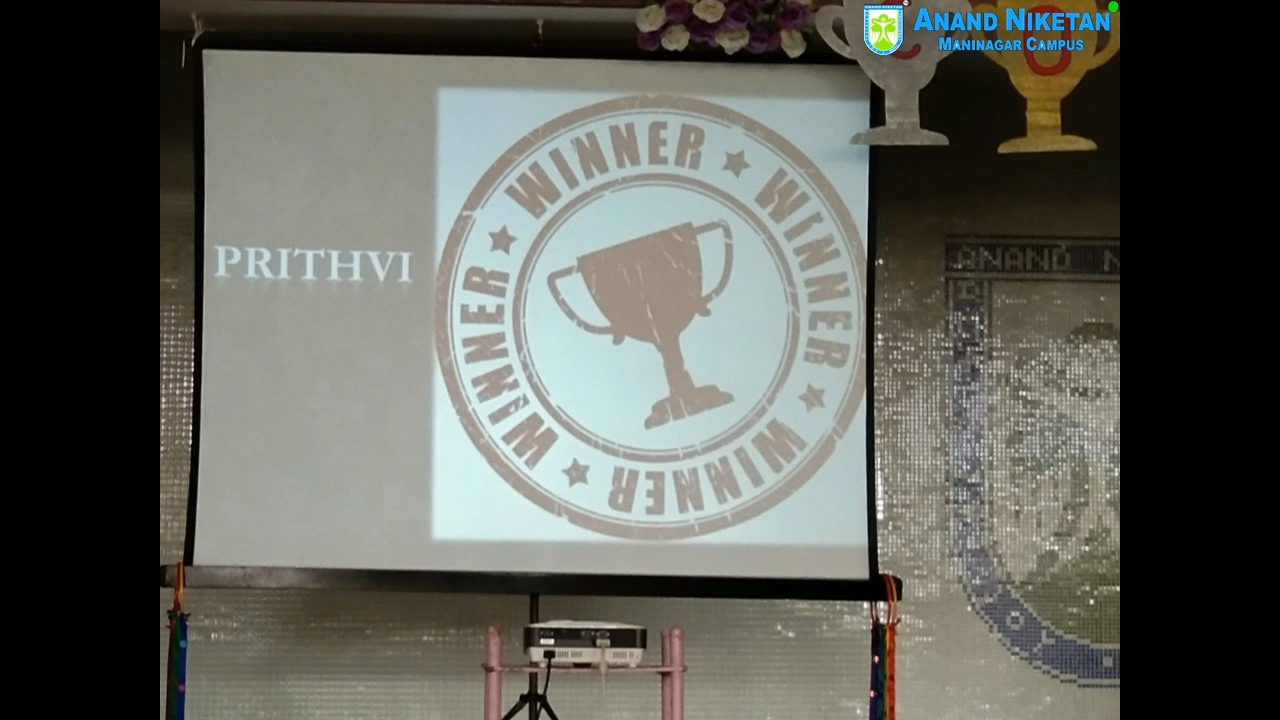 ANAND NIKETAN
MANINAGAR CAMPUS
PRITHVI
WINNER ★ WINNER ★ WINNER ★ WINNER ★
ANAND N